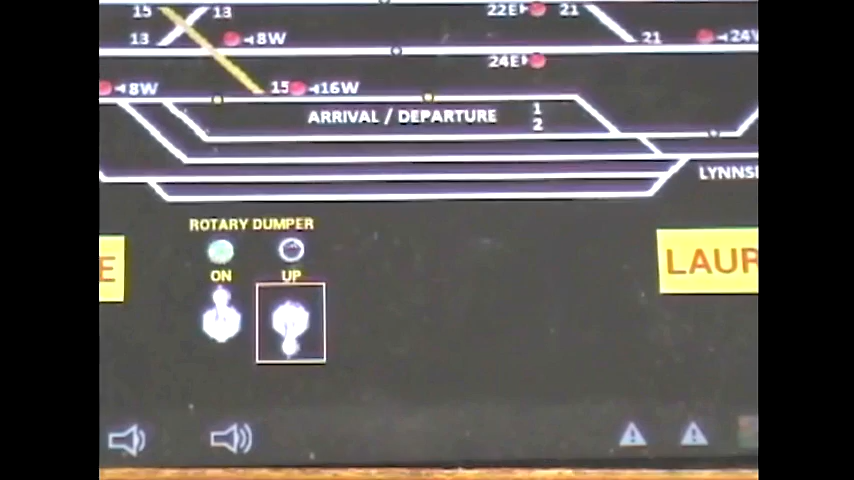 15 13 22E 21
13 8W 21 24W
24E
8W 15 16W
ARRIVAL / DEPARTURE 1
2
LYNNS
ROTARY DUMPER
E ON UP LAUR